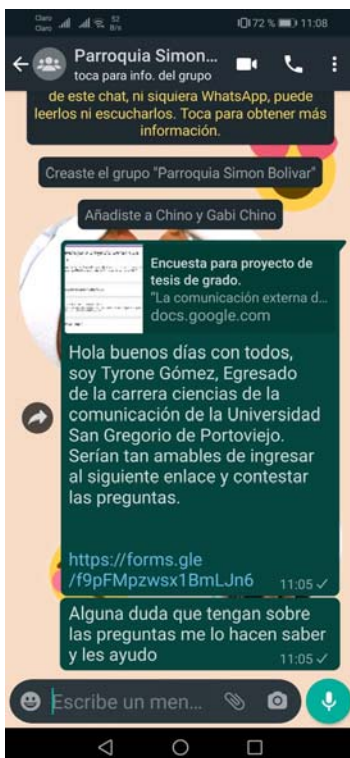 Claro
Claro
52
B/s
72 %
11:08
Parroquia Simon...
toca para info. del grupo
de este chat, ni siquiera WhatsApp, puede
leerlos ni escucharlos. Toca para obtener más
información.
Creaste el grupo "Parroquia Simon Bolivar"
Añadiste a Chino y Gabi Chino
Encuesta para proyecto de
tesis de grado.
"La comunicación externa d...
docs.google.com
Hola buenos días con todos,
soy Tyrone Gómez, Egresado
de la carrera ciencias de la
comunicación de la Universidad
San Gregorio de Portoviejo.
Serían tan amables de ingresar
al siguiente enlace y contestar
las preguntas.
https://forms.gle
/f9pFMpzwsx1BmLJn6
11:05
Alguna duda que tengan sobre
las preguntas me lo hacen saber
y les ayudo
11:05
Escribe un men...